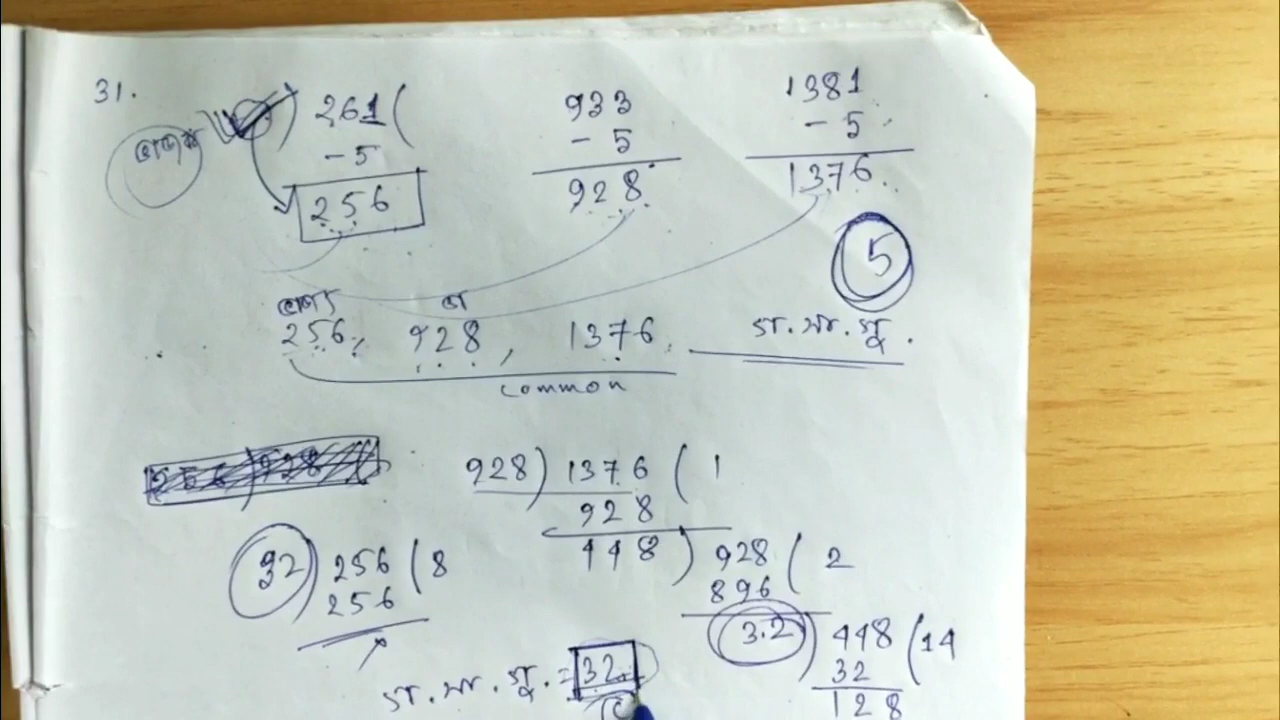 31. ) 261 ( 933 1381
- 5 - 5 - 5
256 928 1376
5
256, 928, 1376 গ.সা.গু.
common
928 ) 1376 ( 1
928
448 ) 928 ( 2
32 ) 256 ( 8 896
256 32 ) 448 ( 14
গ.সা.গু. = 32 32
128